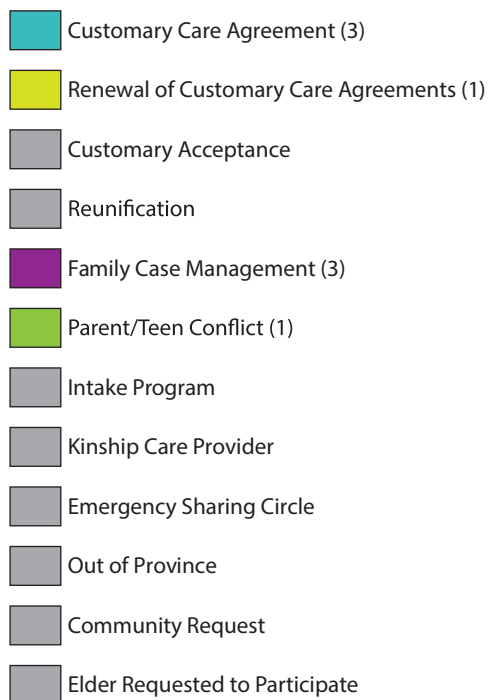 Customary Care Agreement (3)
Renewal of Customary Care Agreements (1)
Customary Acceptance
Reunification
Family Case Management (3)
Parent/Teen Conflict (1)
Intake Program
Kinship Care Provider
Emergency Sharing Circle
Out of Province
Community Request
Elder Requested to Participate